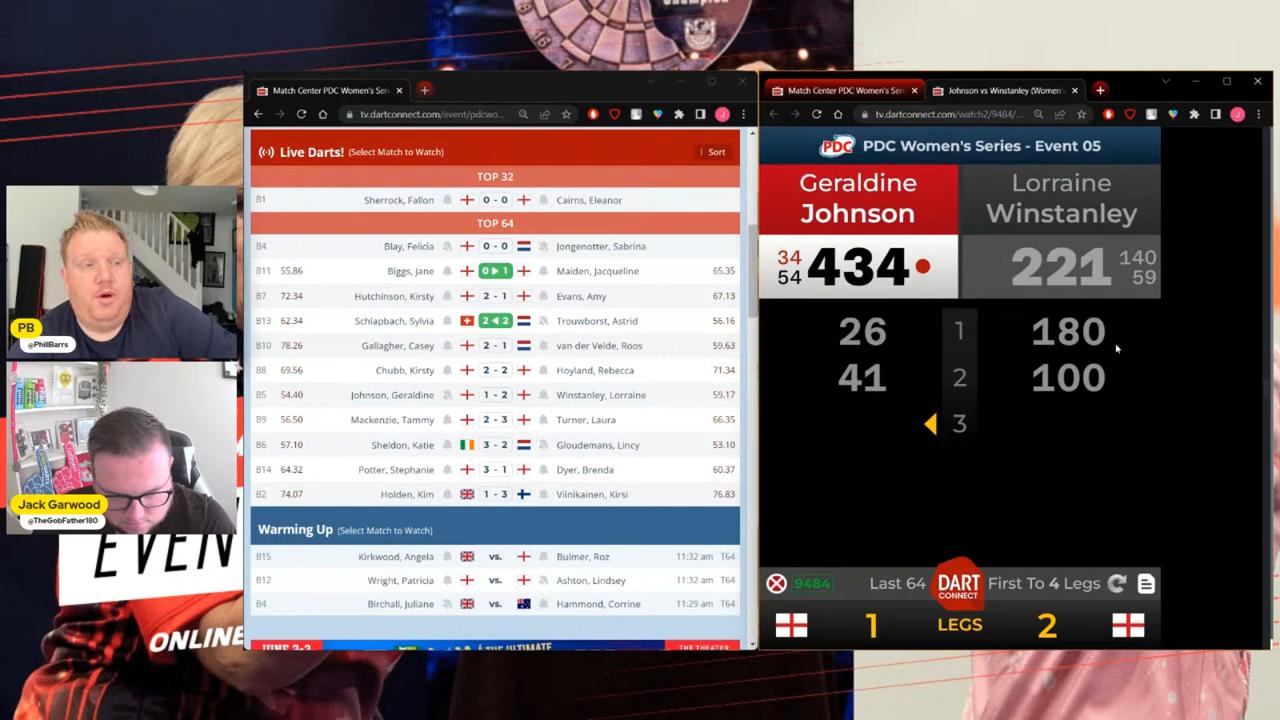 Match Center PDC Women's Seri
tv.dartconnect.com/event/pdcwo...
J
Live Darts! (Select Match to Watch)
Sort
TOP 32
B1 Sherrock, Fallon 0 - 0 Cairns, Eleanor
TOP 64
B4 Blay, Felicia 0 - 0 Jongenotter, Sabrina
B11 55.86 Biggs, Jane 0 ▶ 1 Maiden, Jacqueline 65.35
B7 72.34 Hutchinson, Kirsty 2 - 1 Evans, Amy 67.13
B13 62.34 Schlapbach, Sylvia 2 ◀ 2 Trouwborst, Astrid 56.16
B10 78.26 Gallagher, Casey 2 - 1 van der Velde, Roos 59.63
B8 69.56 Chubb, Kirsty 2 - 2 Hoyland, Rebecca 71.34
B5 54.40 Johnson, Geraldine 1 - 2 Winstanley, Lorraine 59.17
B9 56.50 Mackenzie, Tammy 2 - 3 Turner, Laura 66.35
B6 57.10 Sheldon, Katie 3 - 2 Gloudemans, Lincy 53.10
B14 64.32 Potter, Stephanie 3 - 1 Dyer, Brenda 60.37
B2 74.07 Holden, Kim 1 - 3 Viinikainen, Kirsi 76.83
Warming Up (Select Match to Watch)
B15 Kirkwood, Angela vs. Bulmer, Roz 11:32 am T64
B12 Wright, Patricia vs. Ashton, Lindsey 11:32 am T64
B4 Birchall, Juliane vs. Hammond, Corrine 11:29 am T64
Match Center PDC Women's Seri
Johnson vs Winstanley (Women'
tv.dartconnect.com/watch2/9484/...
J
PDC PDC Women's Series - Event 05
Geraldine
Johnson
Lorraine
Winstanley
34
54
434
221
140
59
26 1 180
41 2 100
3
9484 Last 64 DART CONNECT First To 4 Legs
1 LEGS 2
PB
@PhillBarrs
Jack Garwood
@TheGobFather180
EVEN
ONLINE